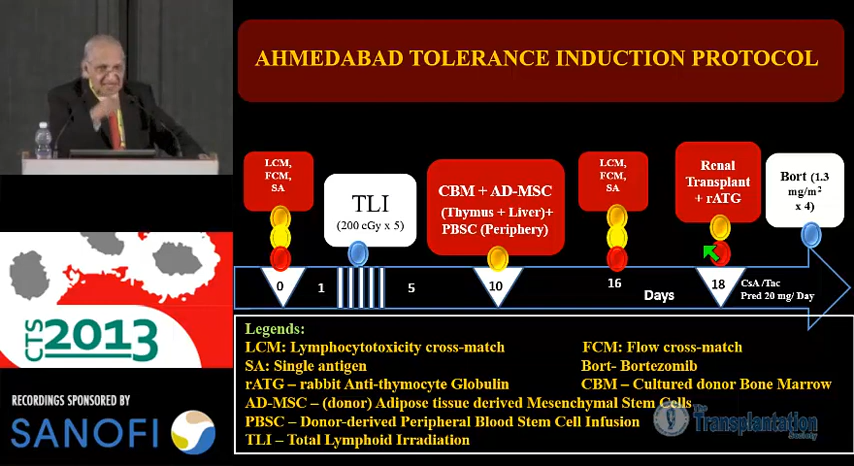 AHMEDABAD TOLERANCE INDUCTION PROTOCOL
LCM,
FCM,
SA
TLI
(200 cGy x 5)
CBM + AD-MSC
(Thymus + Liver)+
PBSC (Periphery)
LCM,
FCM,
SA
Renal
Transplant
+ rATG
Bort (1.3
mg/m²
x 4)
0
1
5
10
16
Days
18
CsA /Tac
Pred 20 mg/ Day
Legends:
LCM: Lymphocytotoxicity cross-match
FCM: Flow cross-match
SA: Single antigen
Bort- Bortezomib
rATG – rabbit Anti-thymocyte Globulin
CBM – Cultured donor Bone Marrow
AD-MSC – (donor) Adipose tissue derived Mesenchymal Stem Cells
PBSC – Donor-derived Peripheral Blood Stem Cell Infusion
TLI – Total Lymphoid Irradiation
The
Transplantation
Society
CTS 2013
RECORDINGS SPONSORED BY
SANOFI